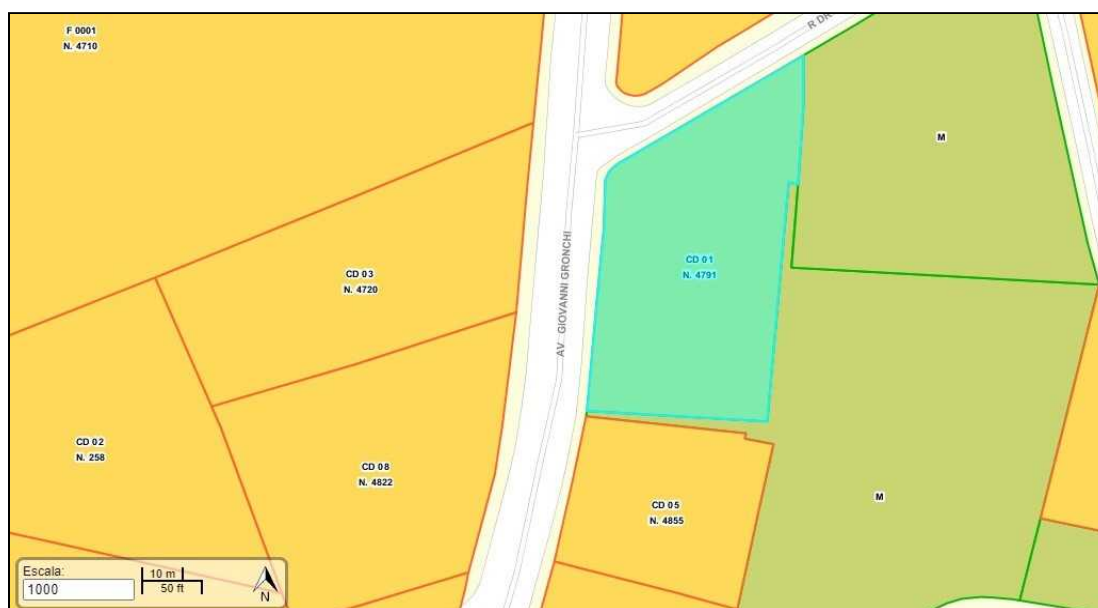 F 0001
N. 4710
R DR
M
CD 03
N. 4720
AV GIOVANNI GRONCHI
CD 01
N. 4791
CD 02
N. 258
CD 08
N. 4822
CD 05
N. 4855
M
Escala:
1000
10 m
50 ft
N